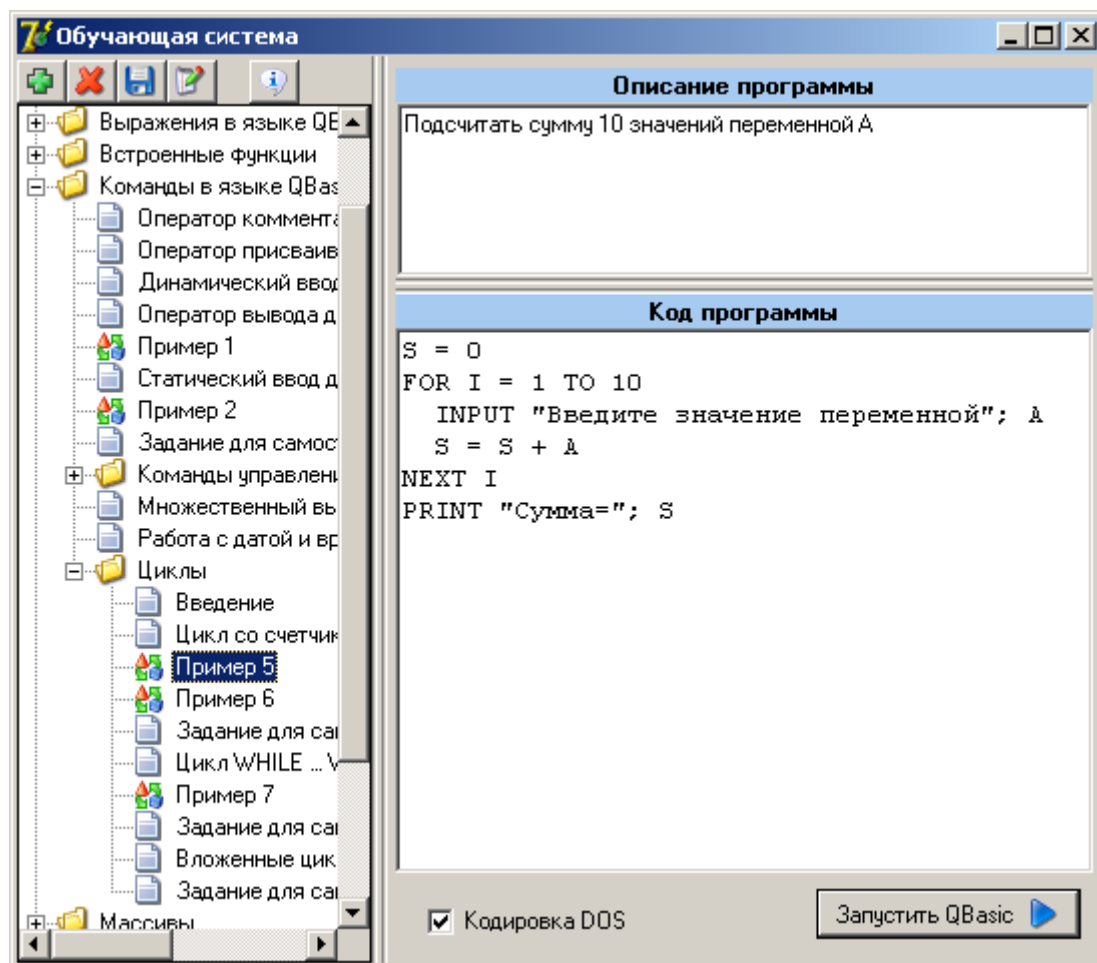 Обучающая система
Выражения в языке QE
Встроенные функции
Команды в языке QBas
Оператор коммента
Оператор присваив
Динамический ввод
Оператор вывода д
Пример 1
Статический ввод д
Пример 2
Задание для самос
Команды управлени
Множественный вы
Работа с датой и вр
Циклы
Введение
Цикл со счетчик
Пример 5
Пример 6
Задание для сам
Цикл WHILE ... W
Пример 7
Задание для сам
Вложенные цик
Задание для сам
Массивы
Описание программы
Подсчитать сумму 10 значений переменной А
Код программы
S = 0
FOR I = 1 TO 10
INPUT "Введите значение переменной"; A
S = S + A
NEXT I
PRINT "Сумма="; S
Кодировка DOS
Запустить QBasic